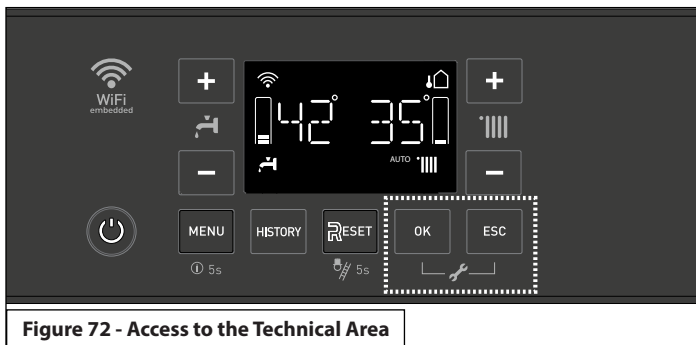 WiFi
embedded
+
+
42°
35°
AUTO
−
−
MENU
HISTORY
RESET
OK
ESC
5s
5s
Figure 72 - Access to the Technical Area